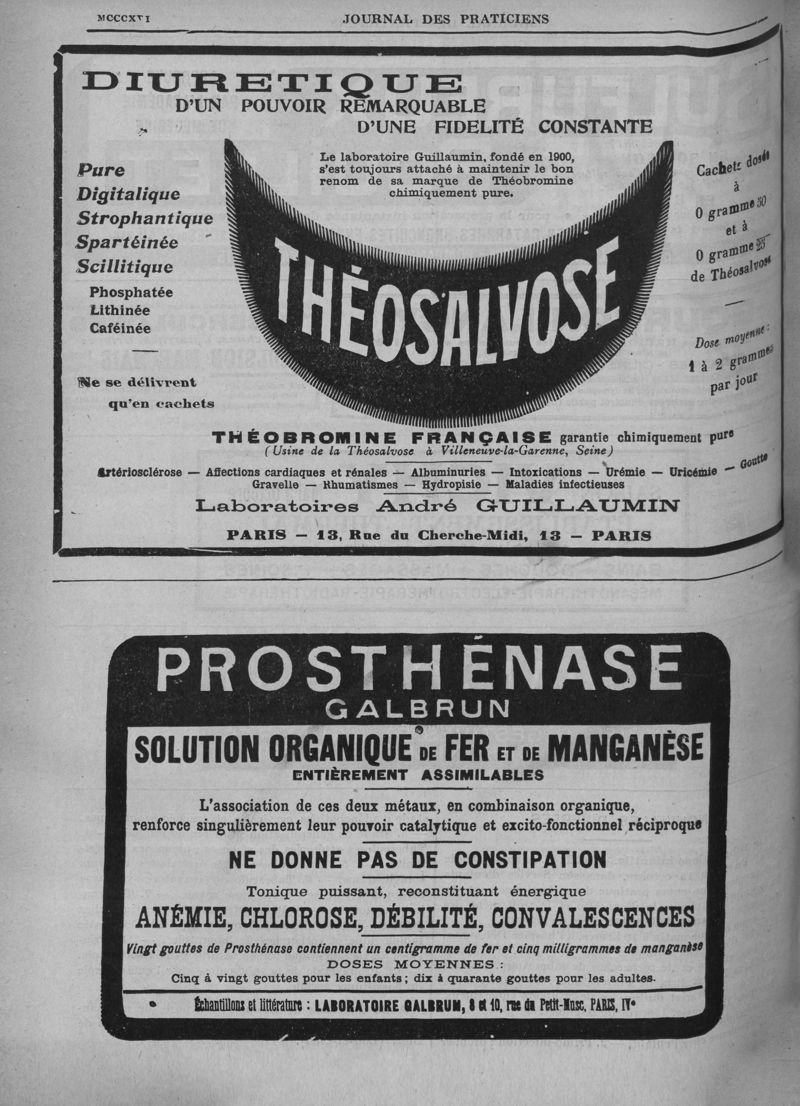 MCCCXVI
JOURNAL DES PRATICIENS
DIURETIQUE
D'UN POUVOIR REMARQUABLE
D'UNE FIDELITÉ CONSTANTE
Le laboratoire Guillaumin, fondé en 1900,
s'est toujours attaché à maintenir le bon
renom de sa marque de Théobromine
chimiquement pure.
Pure
Digitalique
Strophantique
Spartéinée
Scillitique
Phosphatée
Lithinée
Caféinée
Ne se délivrent
qu'en cachets
THÉOSALVOSE
Cachets dosés
à
0 gramme 50
et à
0 gramme 25
de Théosalvose
Dose moyenne :
1 à 2 grammes
par jour
THÉOBROMINE FRANÇAISE garantie chimiquement pure
(Usine de la Théosalvose à Villeneuve-la-Garenne, Seine)
Artériosclérose — Affections cardiaques et rénales — Albuminuries — Intoxications — Urémie — Uricémie — Goutte
Gravelle — Rhumatismes — Hydropisie — Maladies infectieuses
Laboratoires André GUILLAUMIN
PARIS — 13, Rue du Cherche-Midi, 13 — PARIS
PROSTHÉNASE
GALBRUN
SOLUTION ORGANIQUE DE FER ET DE MANGANÈSE
ENTIÈREMENT ASSIMILABLES
L'association de ces deux métaux, en combinaison organique,
renforce singulièrement leur pouvoir catalytique et excito-fonctionnel réciproque
NE DONNE PAS DE CONSTIPATION
Tonique puissant, reconstituant énergique
ANÉMIE, CHLOROSE, DÉBILITÉ, CONVALESCENCES
Vingt gouttes de Prosthénase contiennent un centigramme de fer et cinq milligrammes de manganèse
DOSES MOYENNES :
Cinq à vingt gouttes pour les enfants ; dix à quarante gouttes pour les adultes.
Échantillons et littérature : LABORATOIRE GALBRUN, 8 et 10, rue du Petit-Musc, PARIS, IVe